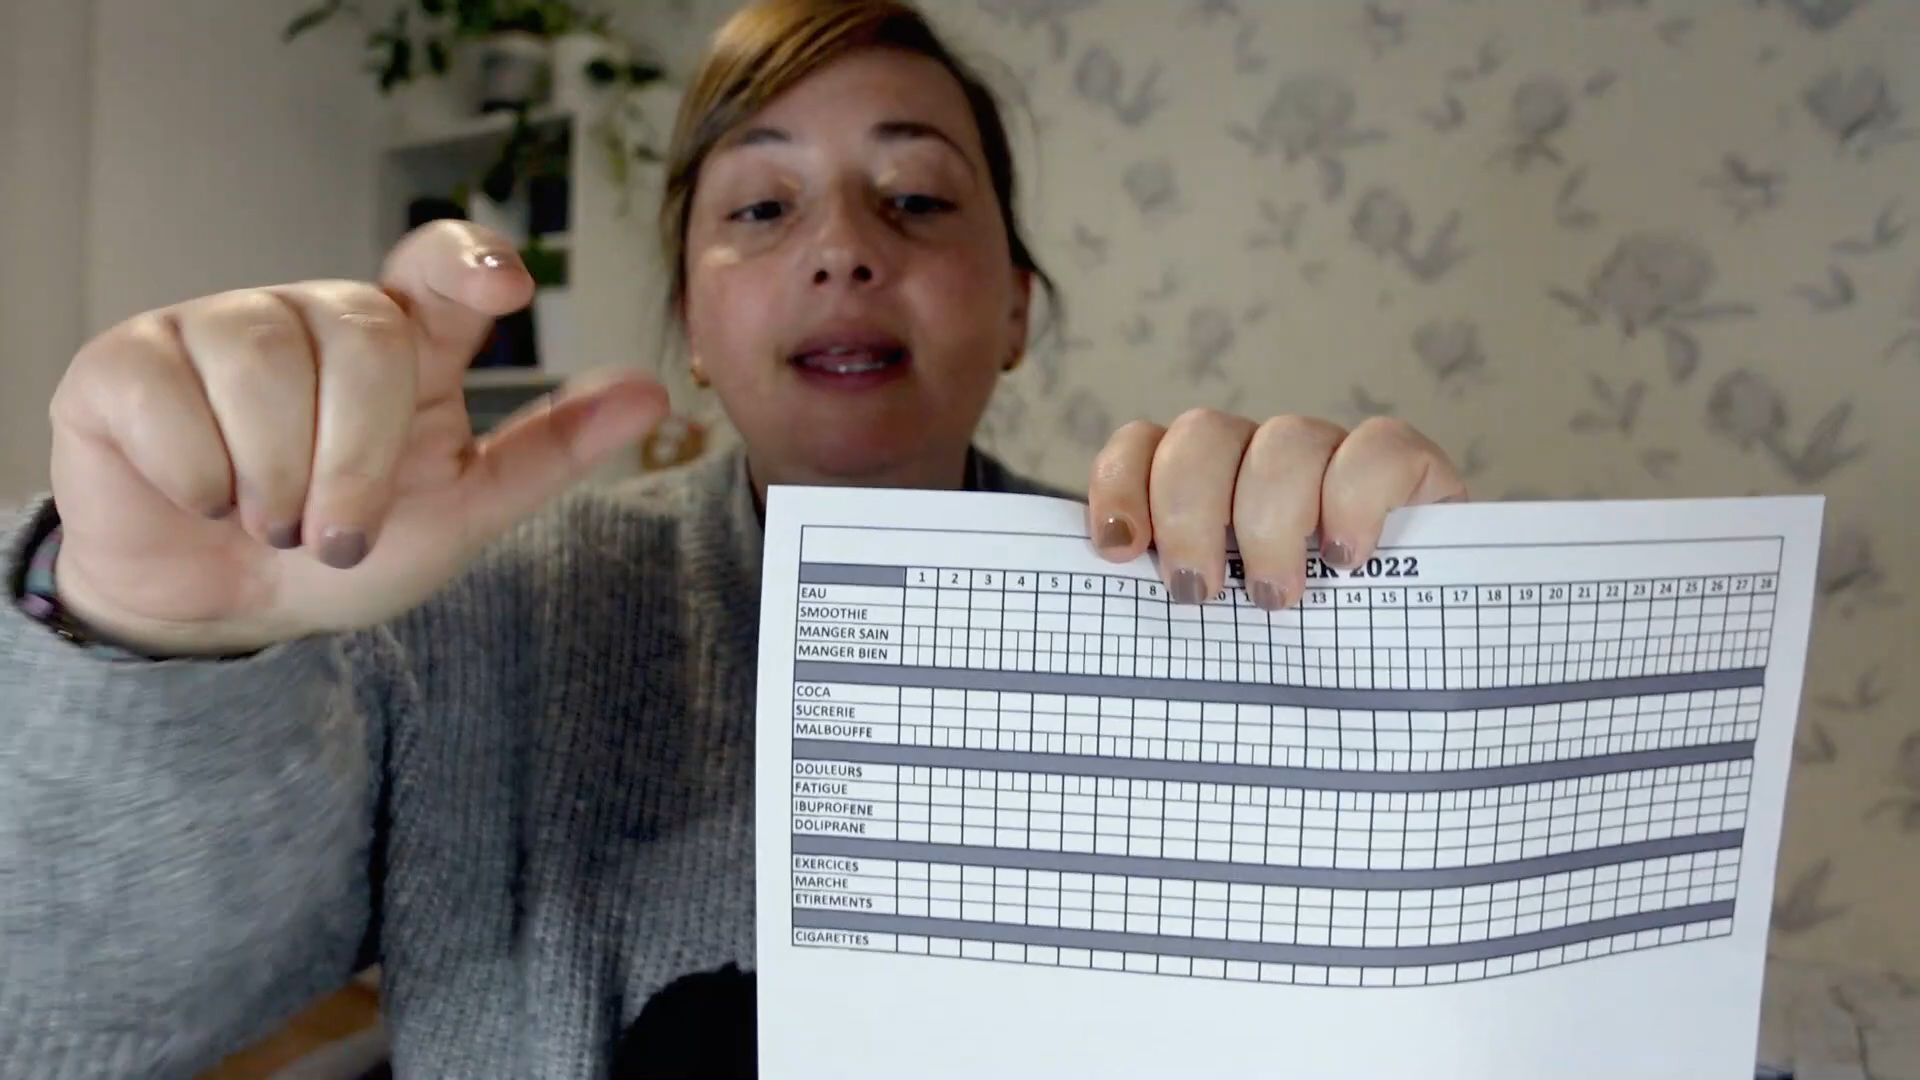 2022
1 2 3 4 5 6 7 8 13 14 15 16 17 18 19 20 21 22 23 24 25 26 27 28
EAU
SMOOTHIE
MANGER SAIN
MANGER BIEN
COCA
SUCRERIE
MALBOUFFE
DOULEURS
FATIGUE
IBUPROFENE
DOLIPRANE
EXERCICES
MARCHE
ETIREMENTS
CIGARETTES